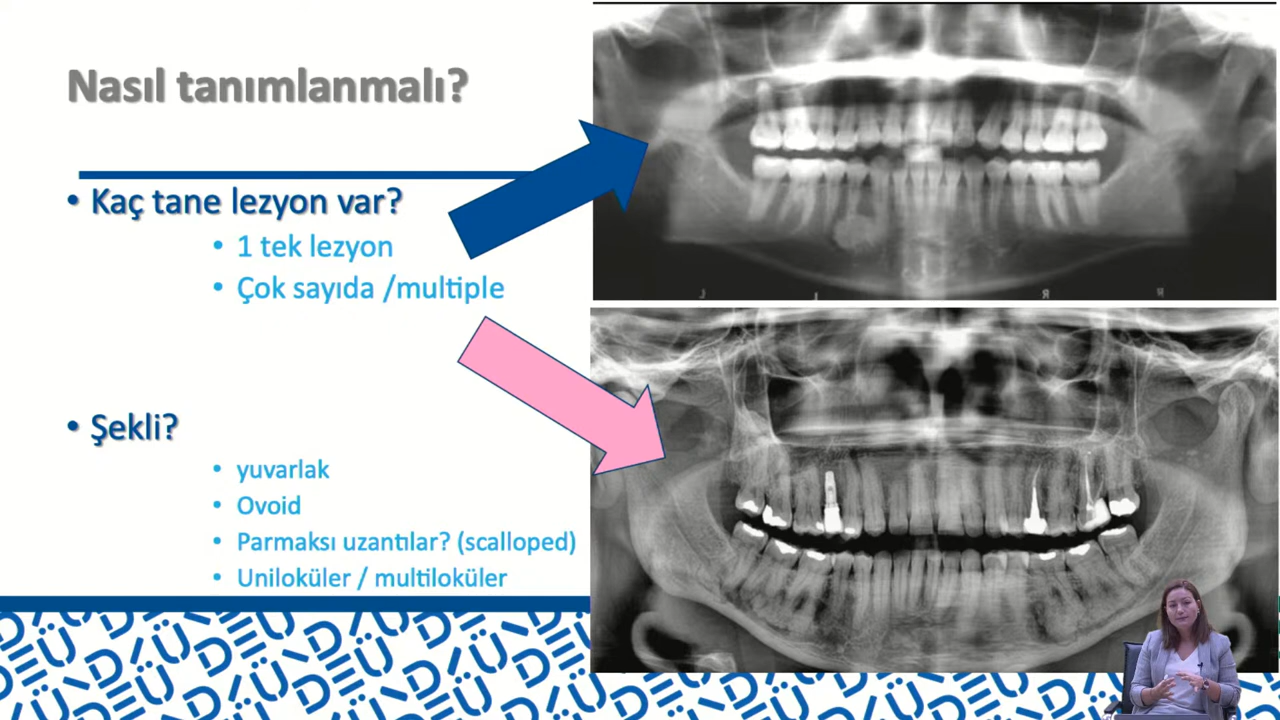 Nasıl tanımlanmalı?
• Kaç tane lezyon var?
• 1 tek lezyon
• Çok sayıda /multiple
• Şekli?
• yuvarlak
• Ovoid
• Parmaksı uzantılar? (scalloped)
• Uniloküler / multiloküler